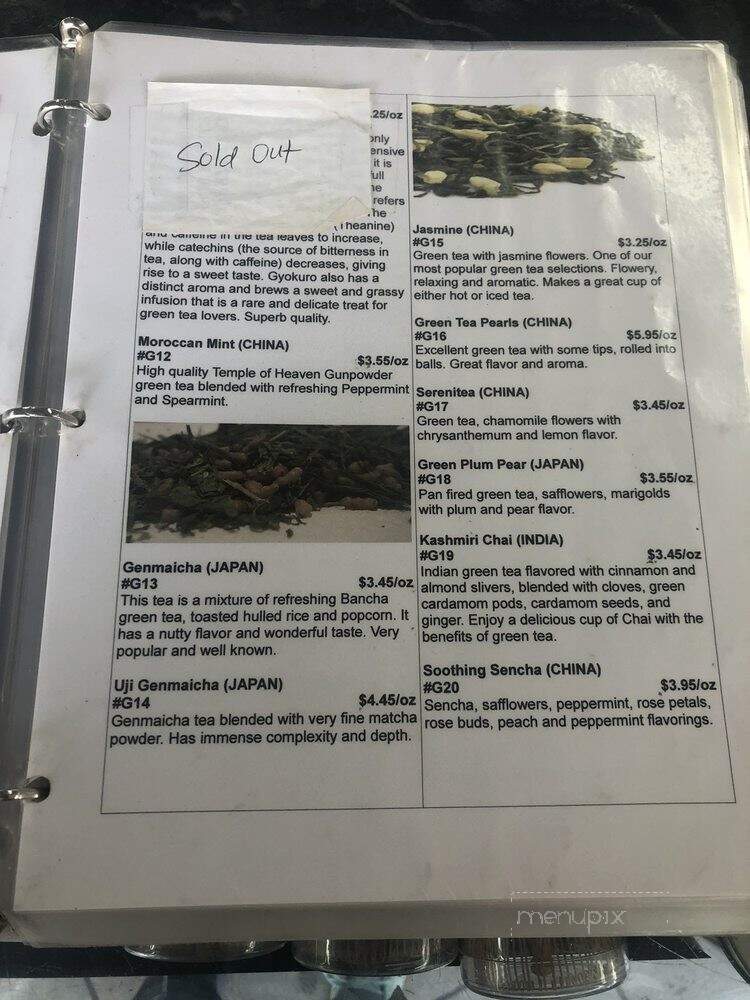 Sold Out
.25/oz
only
ensive
it is
full
he
refers
The
(Theanine)
and caffeine in the tea leaves to increase,
while catechins (the source of bitterness in
tea, along with caffeine) decreases, giving
rise to a sweet taste. Gyokuro also has a
distinct aroma and brews a sweet and grassy
infusion that is a rare and delicate treat for
green tea lovers. Superb quality.
Moroccan Mint (CHINA)
#G12 $3.55/oz
High quality Temple of Heaven Gunpowder
green tea blended with refreshing Peppermint
and Spearmint.
Genmaicha (JAPAN)
#G13 $3.45/oz
This tea is a mixture of refreshing Bancha
green tea, toasted hulled rice and popcorn. It
has a nutty flavor and wonderful taste. Very
popular and well known.
Uji Genmaicha (JAPAN)
#G14 $4.45/oz
Genmaicha tea blended with very fine matcha
powder. Has immense complexity and depth.
Jasmine (CHINA)
#G15 $3.25/oz
Green tea with jasmine flowers. One of our
most popular green tea selections. Flowery,
relaxing and aromatic. Makes a great cup of
either hot or iced tea.
Green Tea Pearls (CHINA)
#G16 $5.95/oz
Excellent green tea with some tips, rolled into
balls. Great flavor and aroma.
Serenitea (CHINA)
#G17 $3.45/oz
Green tea, chamomile flowers with
chrysanthemum and lemon flavor.
Green Plum Pear (JAPAN)
#G18 $3.55/oz
Pan fired green tea, safflowers, marigolds
with plum and pear flavor.
Kashmiri Chai (INDIA)
#G19 $3.45/oz
Indian green tea flavored with cinnamon and
almond slivers, blended with cloves, green
cardamom pods, cardamom seeds, and
ginger. Enjoy a delicious cup of Chai with the
benefits of green tea.
Soothing Sencha (CHINA)
#G20 $3.95/oz
Sencha, safflowers, peppermint, rose petals,
rose buds, peach and peppermint flavorings.
menupix